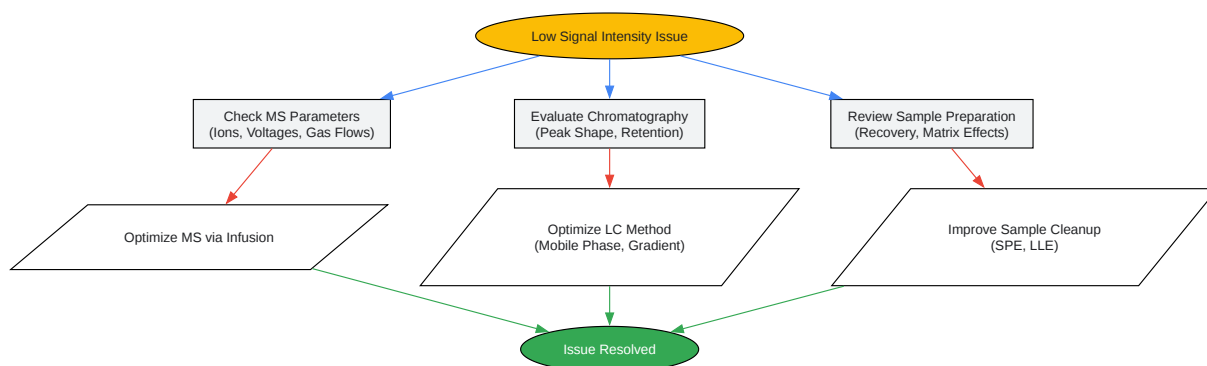 Low Signal Intensity Issue
Check MS Parameters
(Ions, Voltages, Gas Flows)
Evaluate Chromatography
(Peak Shape, Retention)
Review Sample Preparation
(Recovery, Matrix Effects)
Optimize MS via Infusion
Optimize LC Method
(Mobile Phase, Gradient)
Improve Sample Cleanup
(SPE, LLE)
Issue Resolved